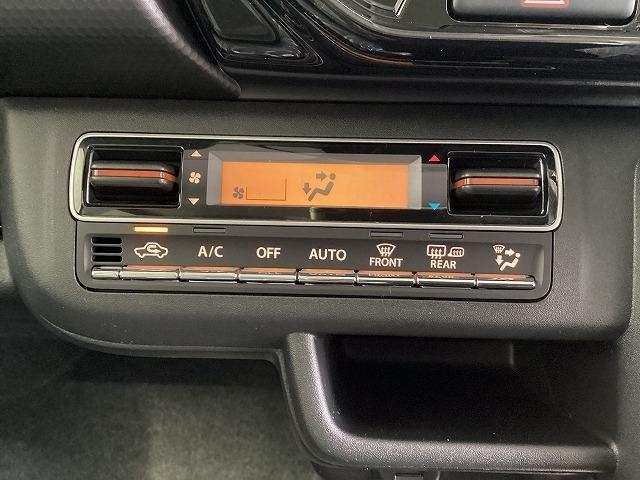 A/C OFF AUTO FRONT REAR